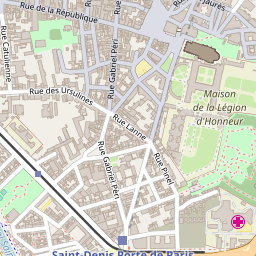 Rue de la République
Jaurès
Rue Catulienne
Rue Gabriel Péri
Rue des Ursulines
Maison
de la Légion
d'Honneur
Rue Lanne
Rue Gabriel Péri
Rue Pinel
Saint-Denis Porte de Paris